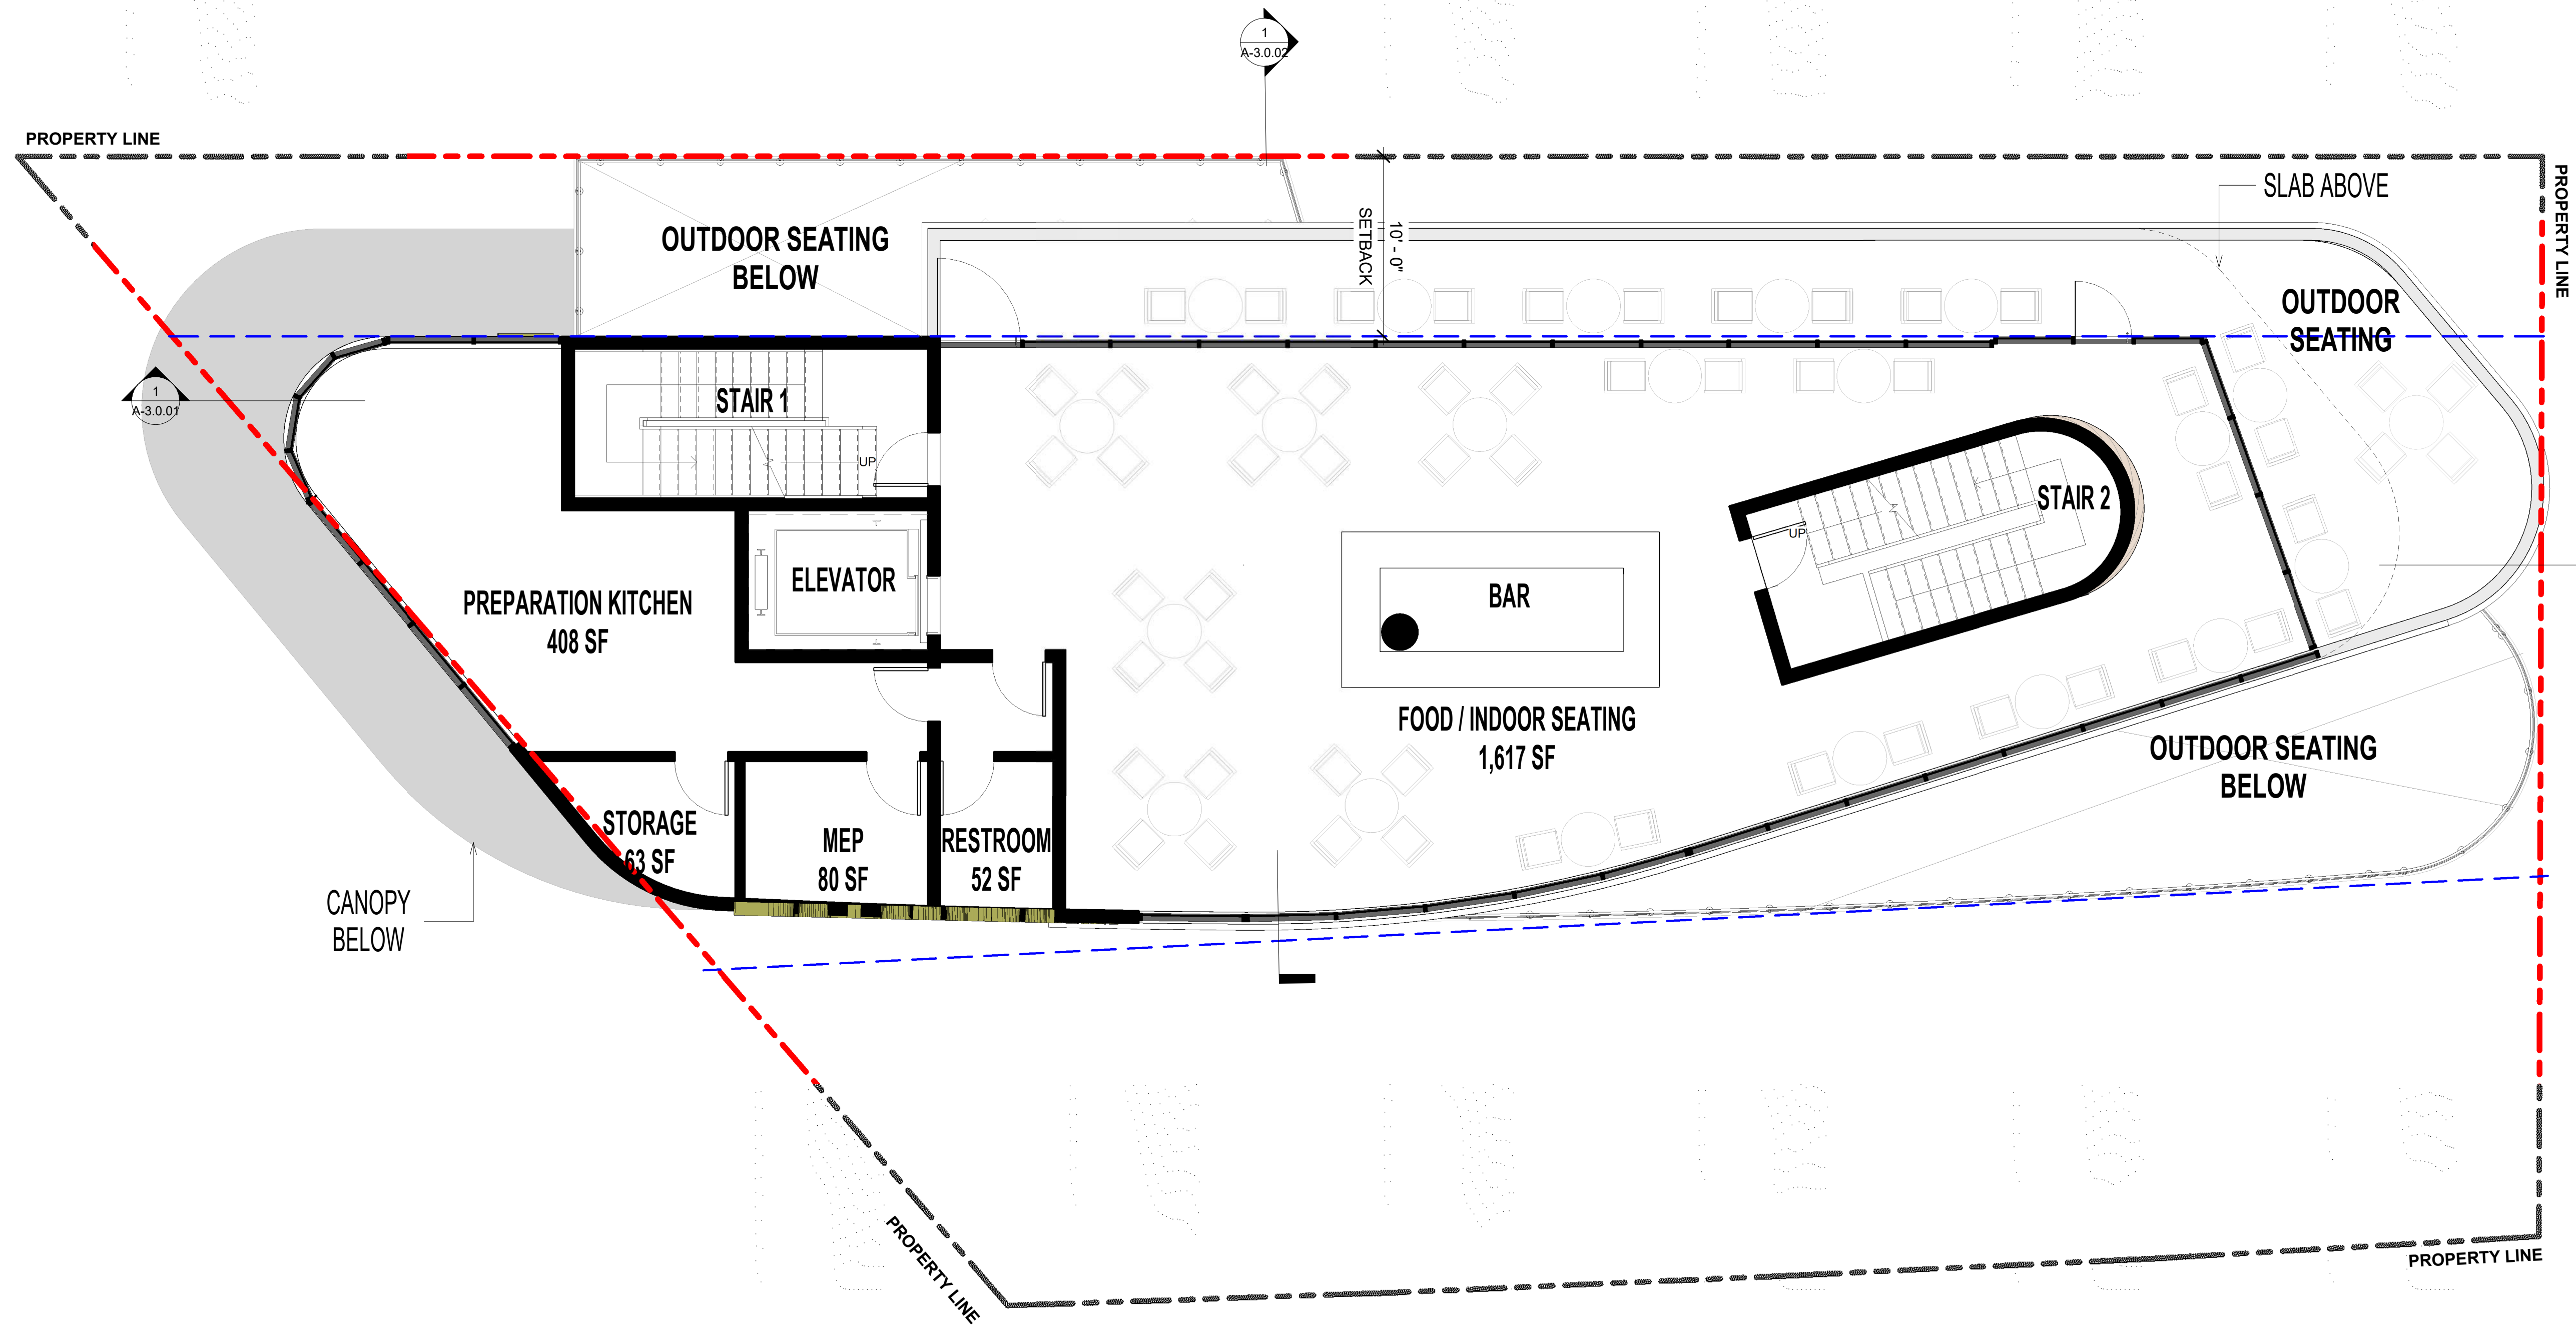 1
A-3.0.02
PROPERTY LINE
PROPERTY LINE
SLAB ABOVE
10' - 0"
SETBACK
OUTDOOR SEATING
BELOW
OUTDOOR
SEATING
1
A-3.0.01
STAIR 1
UP
STAIR 2
UP
ELEVATOR
BAR
PREPARATION KITCHEN
408 SF
FOOD / INDOOR SEATING
1,617 SF
OUTDOOR SEATING
BELOW
STORAGE
63 SF
MEP
80 SF
RESTROOM
52 SF
CANOPY
BELOW
PROPERTY LINE
PROPERTY LINE